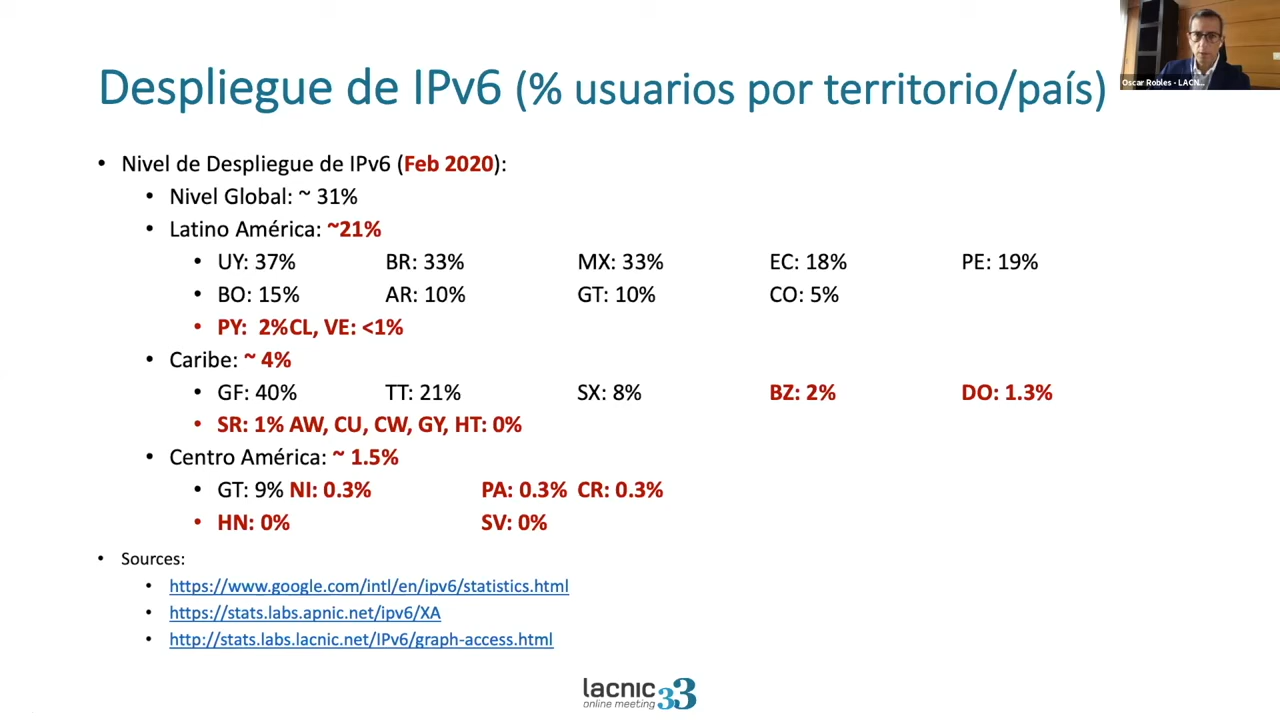 Oscar Robles - LACN...
Despliegue de IPv6 (% usuarios por territorio/país)
• Nivel de Despliegue de IPv6 (Feb 2020):
• Nivel Global: ~ 31%
• Latino América: ~21%
• UY: 37% BR: 33% MX: 33% EC: 18% PE: 19%
• BO: 15% AR: 10% GT: 10% CO: 5%
• PY: 2%CL, VE: <1%
• Caribe: ~ 4%
• GF: 40% TT: 21% SX: 8% BZ: 2% DO: 1.3%
• SR: 1% AW, CU, CW, GY, HT: 0%
• Centro América: ~ 1.5%
• GT: 9% NI: 0.3% PA: 0.3% CR: 0.3%
• HN: 0% SV: 0%
• Sources:
• https://www.google.com/intl/en/ipv6/statistics.html
• https://stats.labs.apnic.net/ipv6/XA
• http://stats.labs.lacnic.net/IPv6/graph-access.html
lacnic 33
online meeting